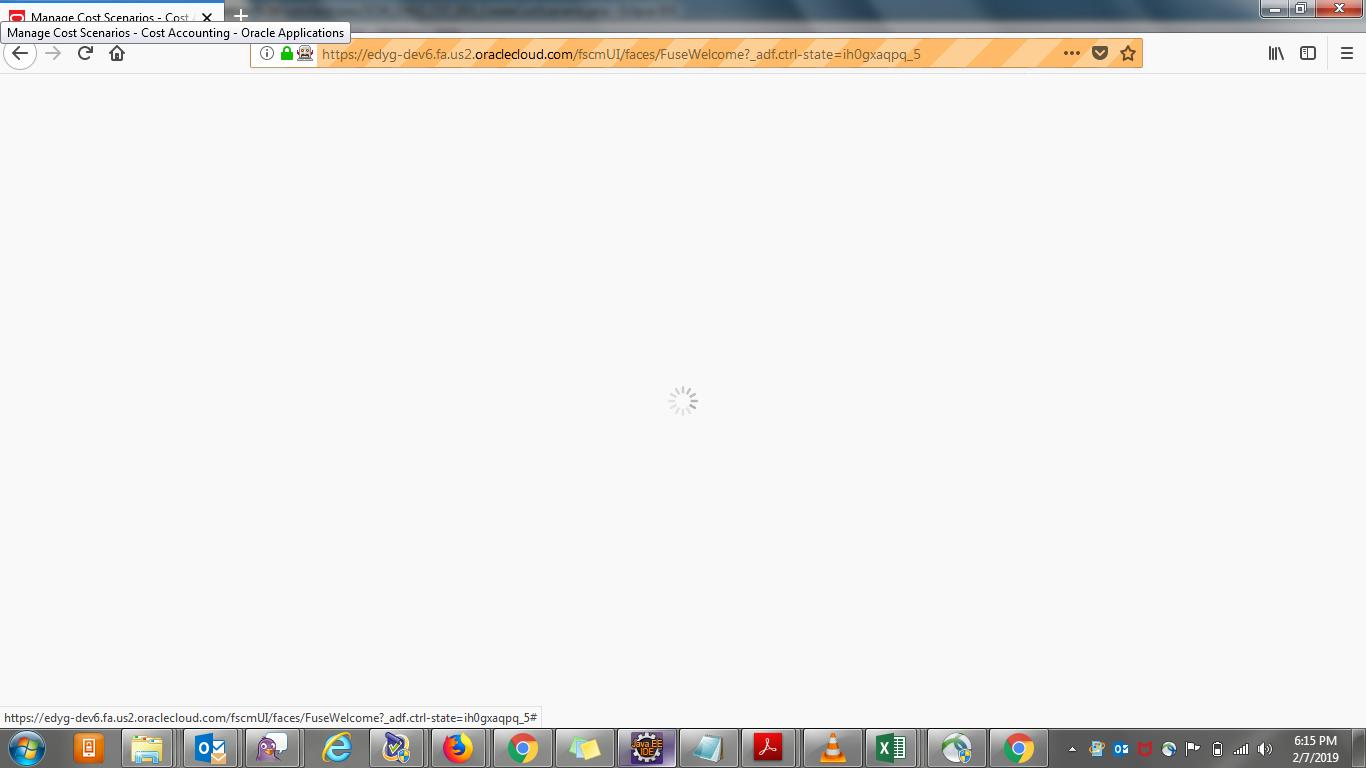 Manage Cost Scenarios - Cost
Manage Cost Scenarios - Cost Accounting - Oracle Applications
https://edyg-dev6.fa.us2.oraclecloud.com/fscmUI/faces/FuseWelcome?_adf.ctrl-state=ih0gxaqpq_5
https://edyg-dev6.fa.us2.oraclecloud.com/fscmUI/faces/FuseWelcome?_adf.ctrl-state=ih0gxaqpq_5#
Java EE
IDE
6:15 PM
2/7/2019